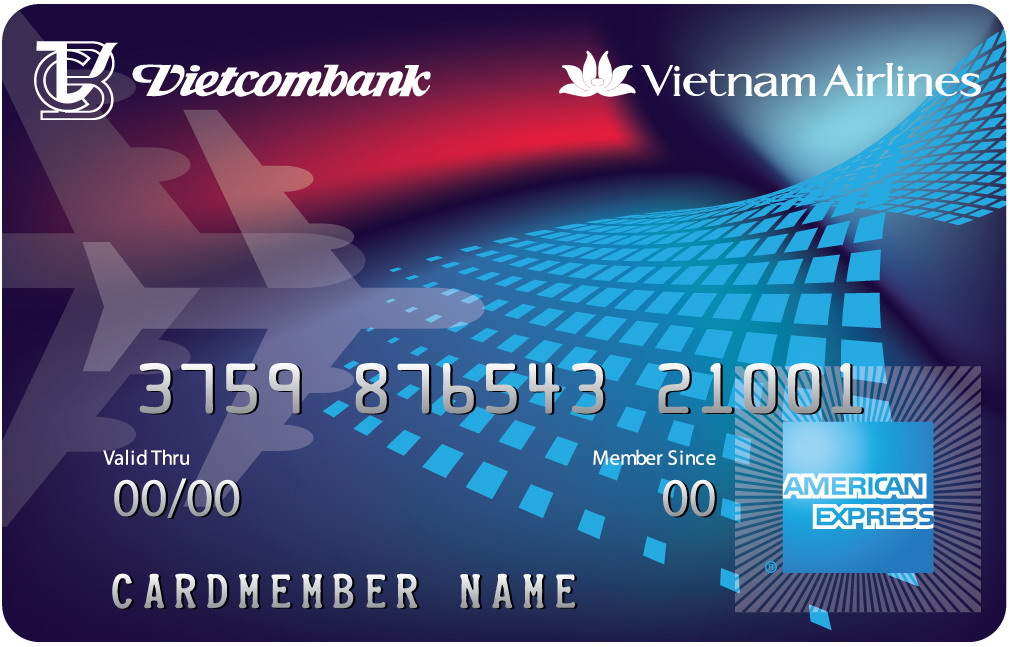 Vietcombank Vietnam Airlines
3759 876543 21001
Valid Thru Member Since
00/00 00
AMERICAN
EXPRESS
®
CARDMEMBER NAME